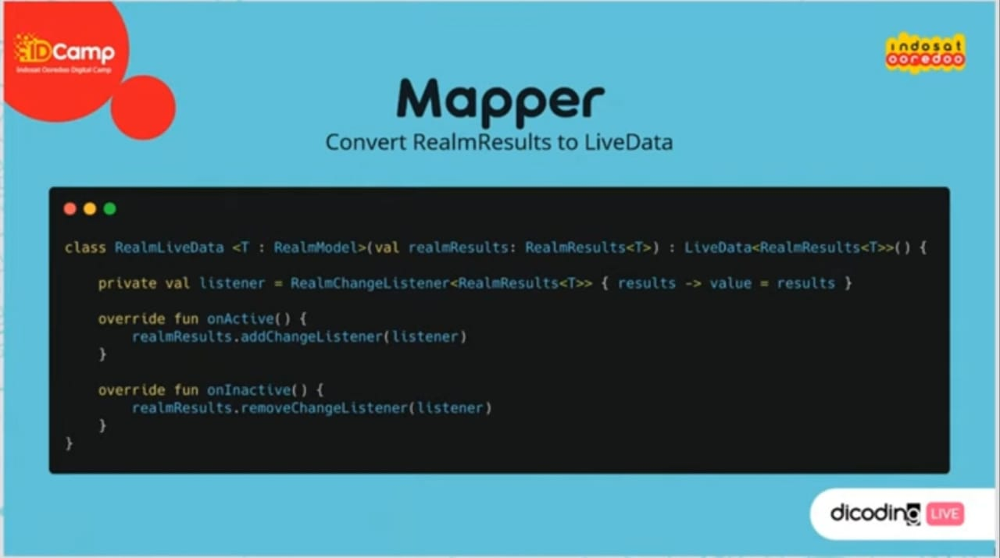 IDCamp
Indosat Ooredoo Digital Camp
indosat
ooredoo
Mapper
Convert RealmResults to LiveData
class RealmLiveData <T : RealmModel>(val realmResults: RealmResults<T>) : LiveData<RealmResults<T>>() {
    private val listener = RealmChangeListener<RealmResults<T>> { results -> value = results }
    override fun onActive() {
        realmResults.addChangeListener(listener)
    }
    override fun onInactive() {
        realmResults.removeChangeListener(listener)
    }
}
dicoding LIVE